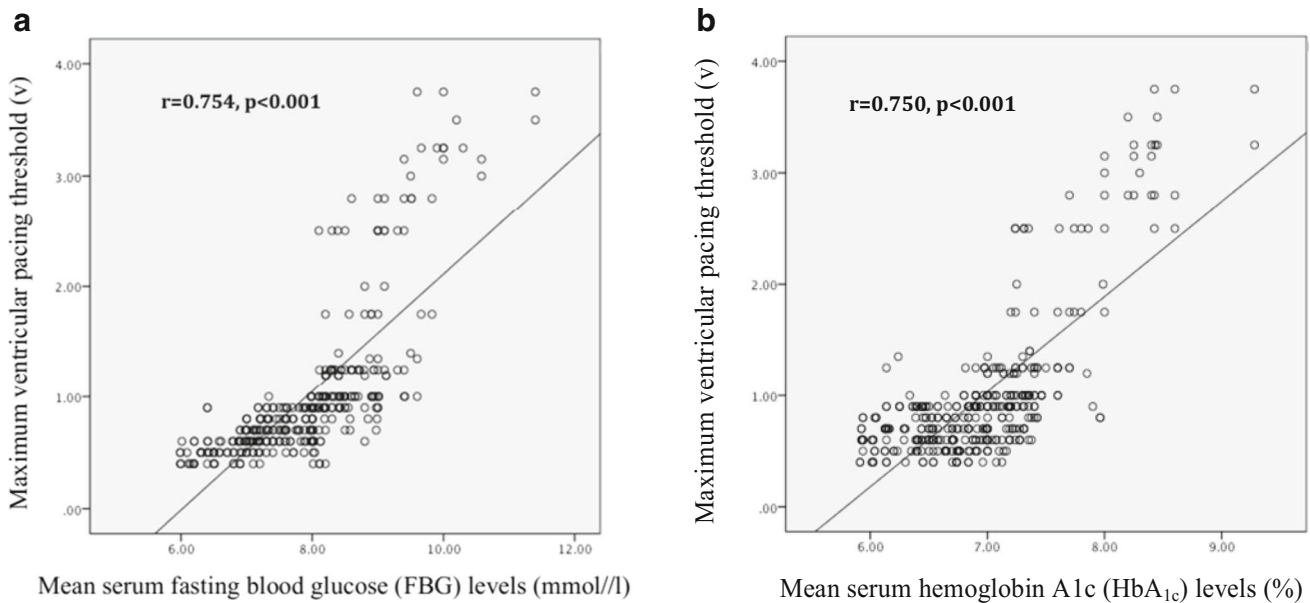 a
Maximum ventricular pacing threshold (v)
4.00
3.00
2.00
1.00
.00
r=0.754, p<0.001
6.00 8.00 10.00 12.00
Mean serum fasting blood glucose (FBG) levels (mmol//l)
b
Maximum ventricular pacing threshold (v)
4.00
3.00
2.00
1.00
.00
r=0.750, p<0.001
6.00 7.00 8.00 9.00
Mean serum hemoglobin A1c (HbA1c) levels (%)